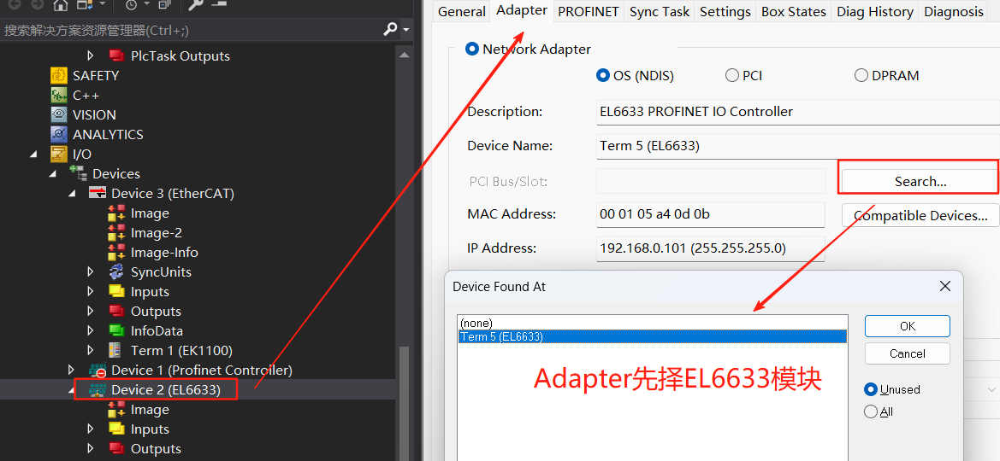 搜索解决方案资源管理器(Ctrl+;)
PlcTask Outputs
SAFETY
C++
VISION
ANALYTICS
I/O
Devices
Device 3 (EtherCAT)
Image
Image-2
Image-Info
SyncUnits
Inputs
Outputs
InfoData
Term 1 (EK1100)
Device 1 (Profinet Controller)
Device 2 (EL6633)
Image
Inputs
Outputs
General Adapter PROFINET Sync Task Settings Box States Diag History Diagnosis
Network Adapter
OS (NDIS) PCI DPRAM
Description: EL6633 PROFINET IO Controller
Device Name: Term 5 (EL6633)
PCI Bus/Slot: Search...
MAC Address: 00 01 05 a4 0d 0b Compatible Devices...
IP Address: 192.168.0.101 (255.255.255.0)
Device Found At
(none)
Term 5 (EL6633)
OK
Cancel
Unused
All
Adapter先择EL6633模块